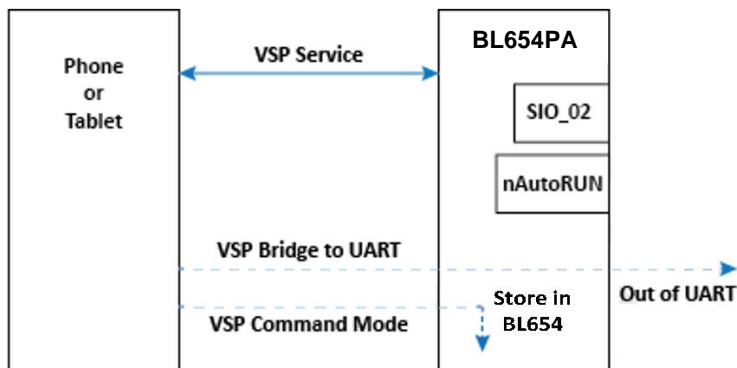 Phone
or
Tablet
VSP Service
BL654PA
SIO_02
nAutoRUN
VSP Bridge to UART
Out of UART
VSP Command Mode
Store in
BL654